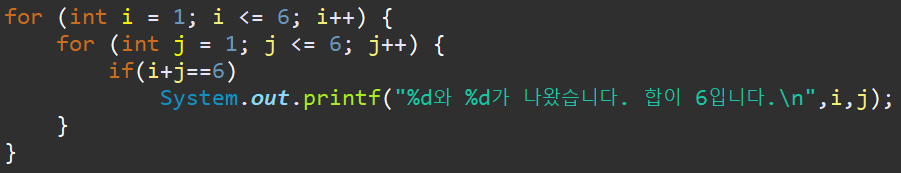 for (int i = 1; i <= 6; i++) {
    for (int j = 1; j <= 6; j++) {
        if(i+j==6)
            System.out.printf("%d와 %d가 나왔습니다. 합이 6입니다.\n",i,j);
    }
}